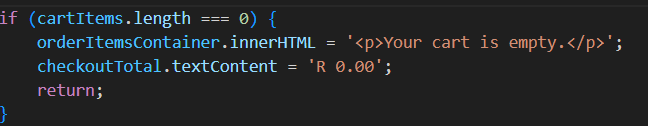 if (cartItems.length === 0) {
    orderItemsContainer.innerHTML = '<p>Your cart is empty.</p>';
    checkoutTotal.textContent = 'R 0.00';
    return;
}